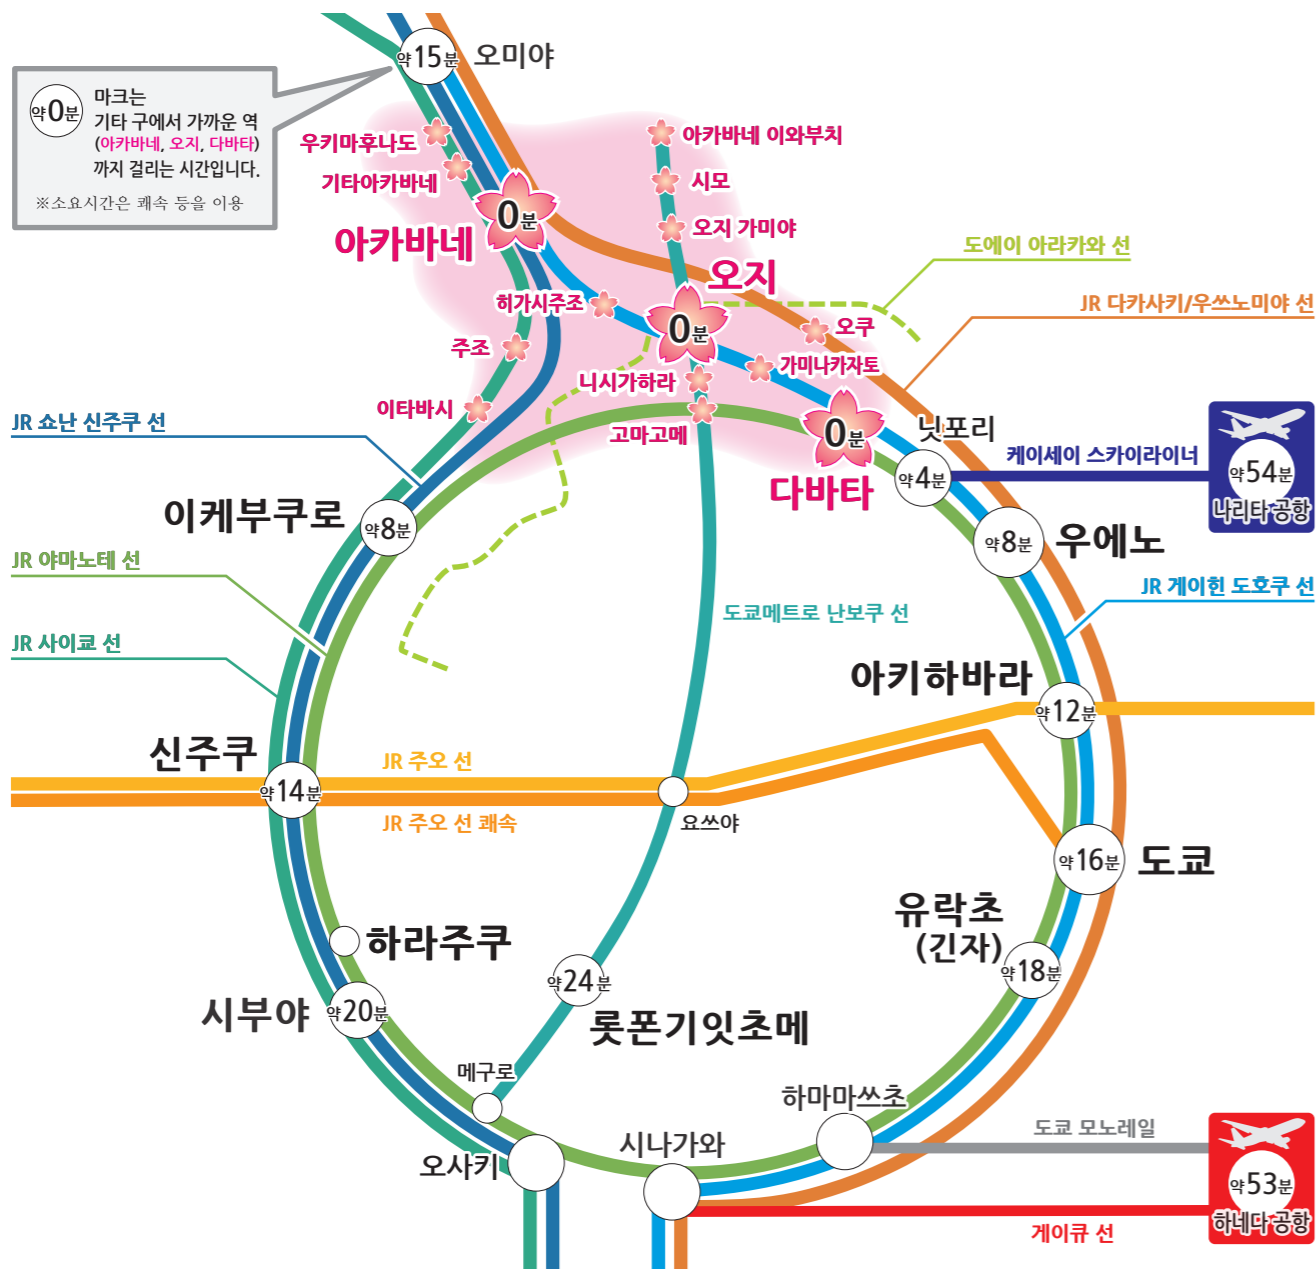 약15분 오미야
약0분
마크는
기타 구에서 가까운 역
(아카바네, 오지, 다바타)
까지 걸리는 시간입니다.
※소요시간은 쾌속 등을 이용
우키마후나도
기타아카바네
아카바네 이와부치
시모
0분
아카바네
오지 가미야
오지
도에이 아라카와 선
JR 다카사키/우쓰노미야 선
히가시주조
0분
오쿠
주조
가미나카자토
니시가하라
이타바시
고마고메
0분
다바타
JR 쇼난 신주쿠 선
닛포리
약4분
케이세이 스카이라이너
약54분
나리타 공항
이케부쿠로
약8분
약8분
우에노
JR 야마노테 선
JR 게이힌 도호쿠 선
도쿄메트로 난보쿠 선
JR 사이쿄 선
아키하바라
약12분
신주쿠
약14분
JR 주오 선
JR 주오 선 쾌속
요쓰야
약16분
도쿄
유락초
(긴자)
약18분
하라주쿠
약24분
롯폰기잇초메
시부야
약20분
메구로
하마마쓰초
오사키
시나가와
도쿄 모노레일
약53분
하네다 공항
게이큐 선